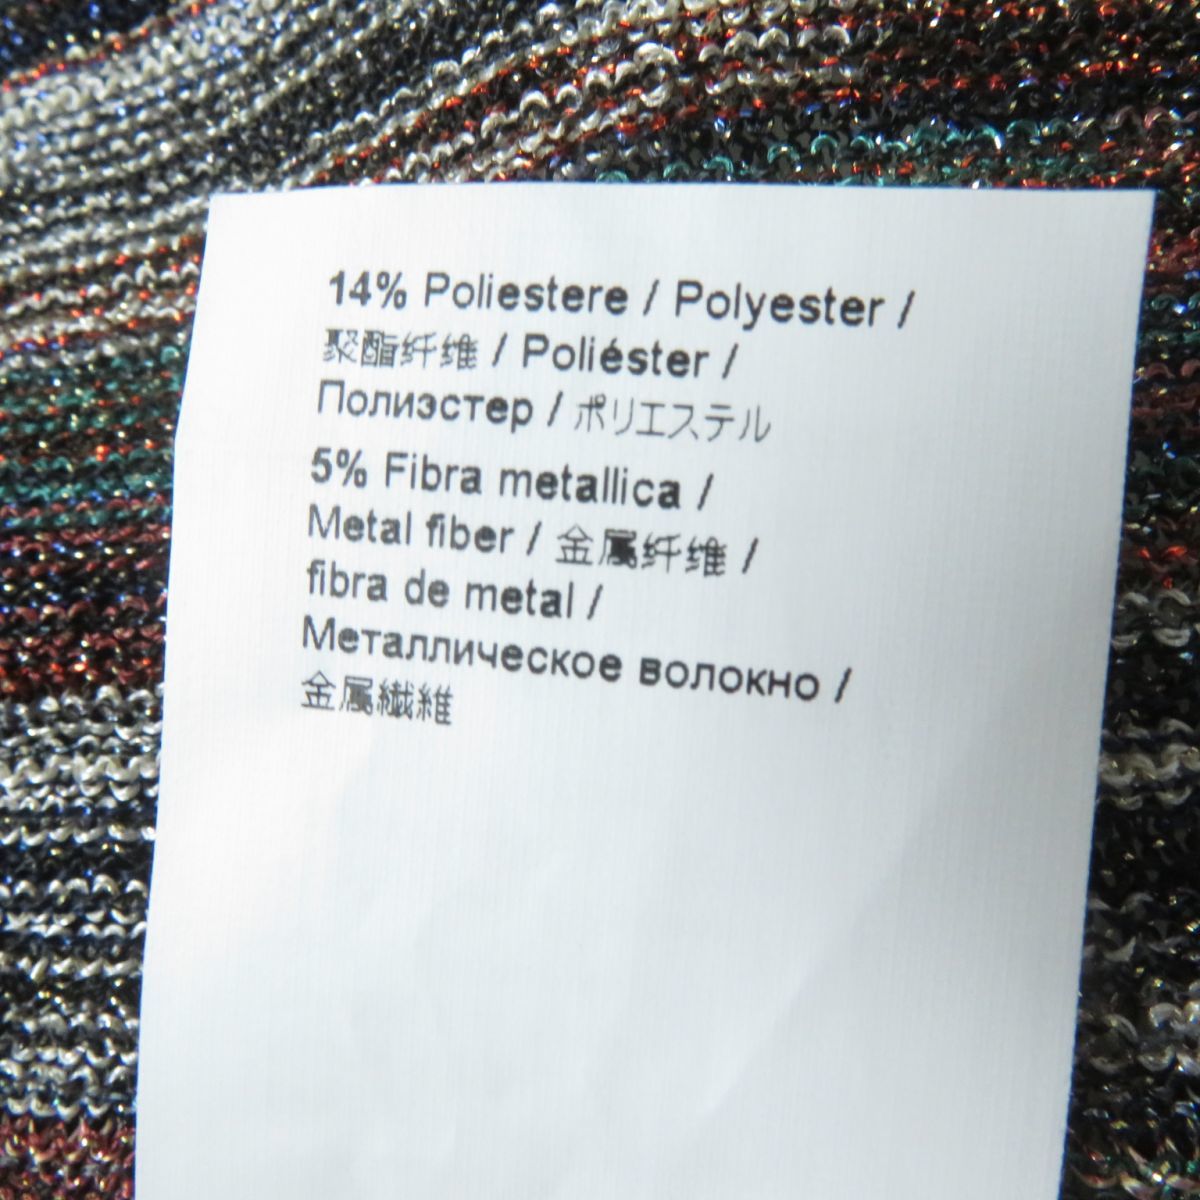 14% Poliestere / Polyester /
聚酯纤维 / Poliéster /
Полиэстер / ポリエステル
5% Fibra metallica /
Metal fiber / 金属纤维 /
fibra de metal /
Металлическое волокно /
金属繊維